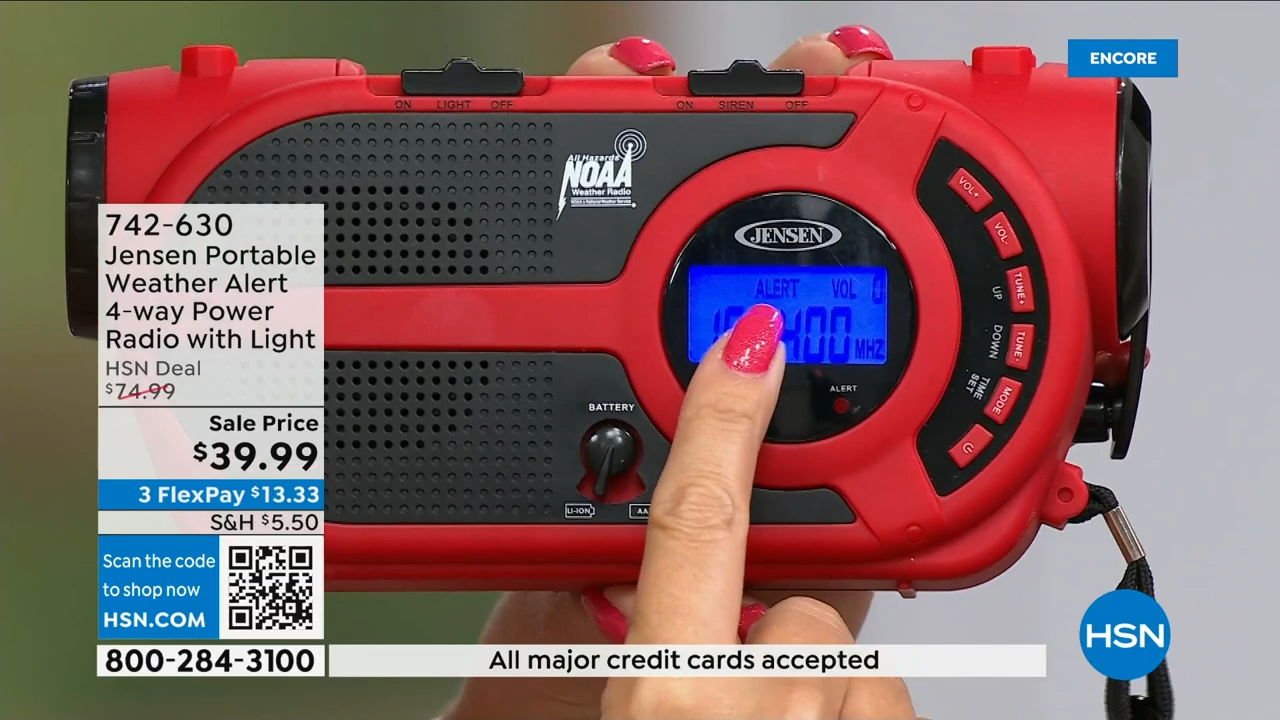 ENCORE
ON LIGHT OFF
ON SIREN OFF
All Hazards
NOAA
Weather Radio
JENSEN
ALERT VOL 0
MHZ
ALERT
VOL+
VOL-
TUNE+
UP
TUNE-
DOWN
MODE
TIME SET
BATTERY
LI-ION
AA
742-630
Jensen Portable
Weather Alert
4-way Power
Radio with Light
HSN Deal
$74.99
Sale Price
$39.99
3 FlexPay $13.33
S&H $5.50
Scan the code
to shop now
HSN.COM
800-284-3100
All major credit cards accepted
HSN